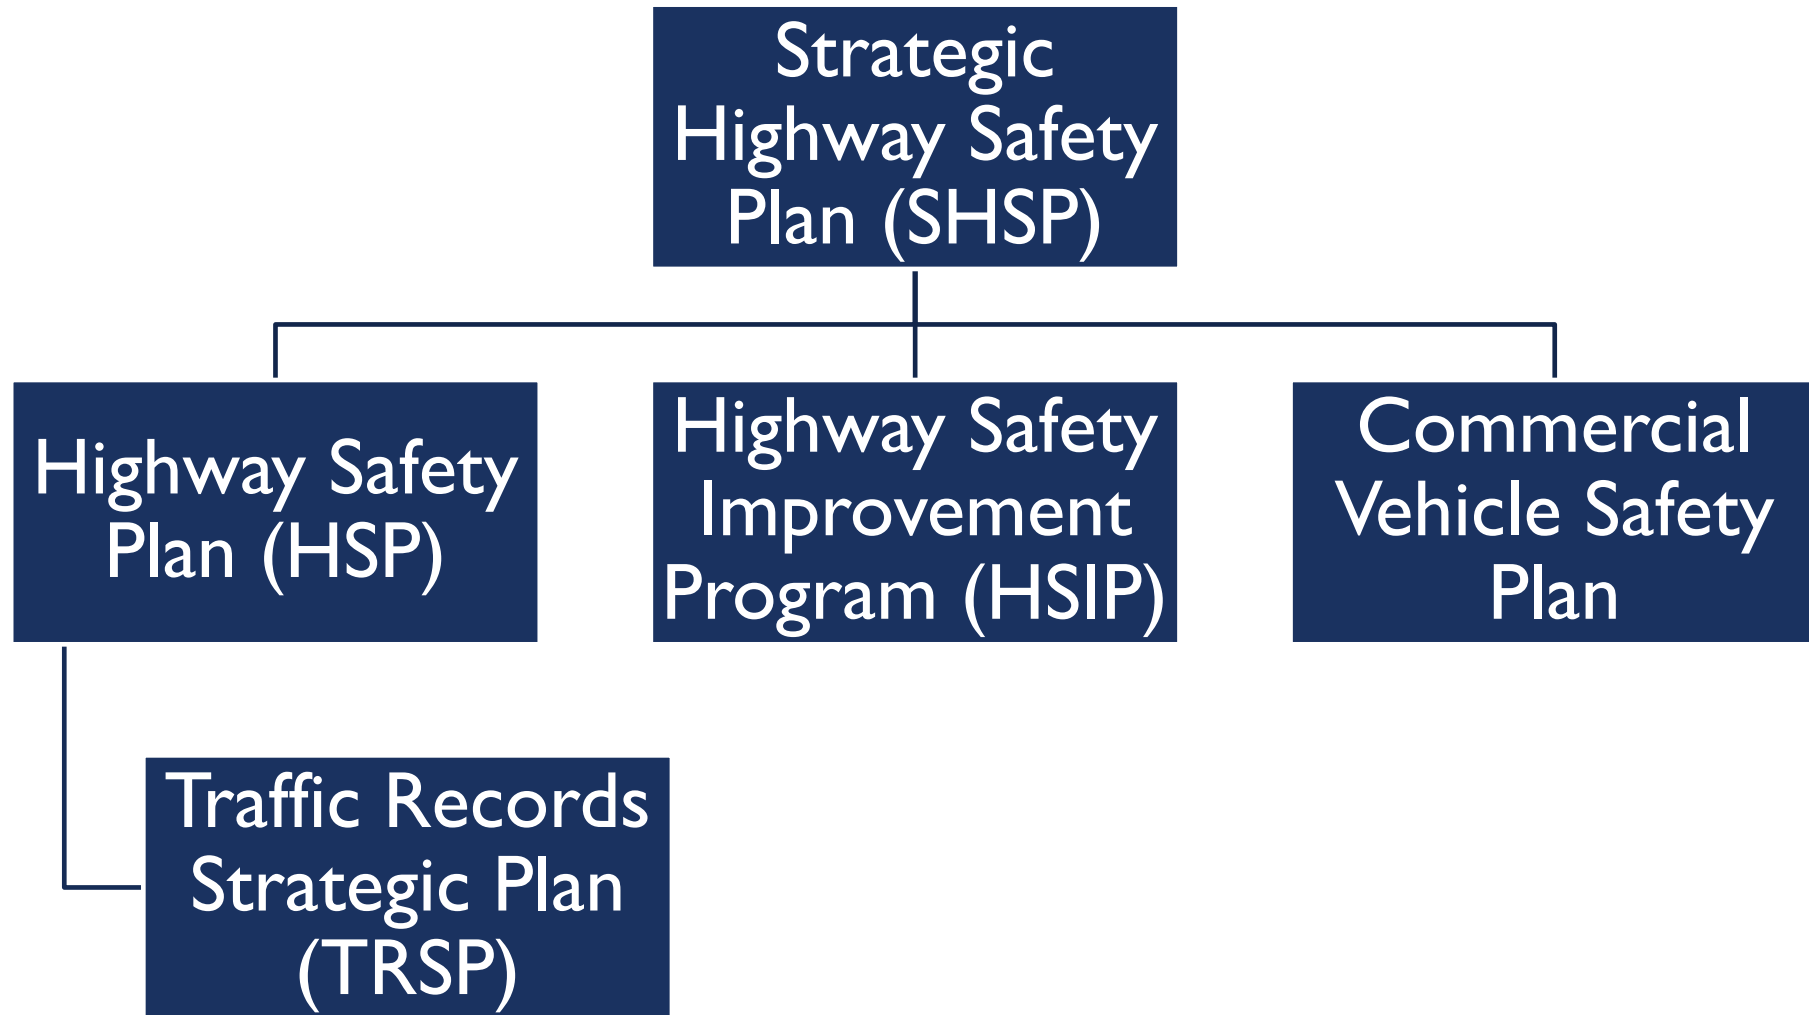 Strategic
Highway Safety
Plan (SHSP)
Highway Safety
Plan (HSP)
Highway Safety
Improvement
Program (HSIP)
Commercial
Vehicle Safety
Plan
Traffic Records
Strategic Plan
(TRSP)